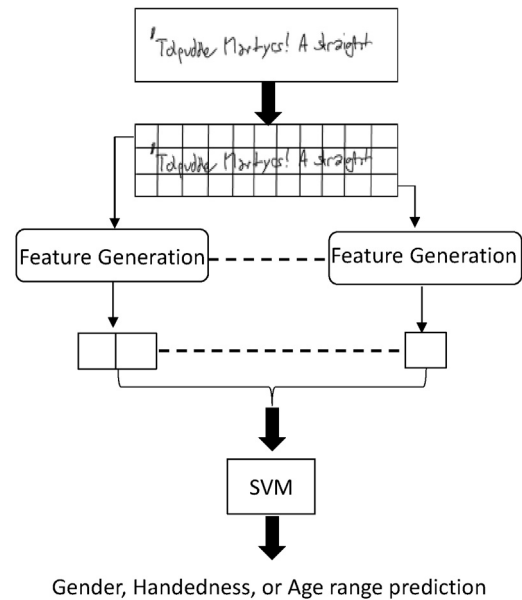 'Tolpuddle Martyrs! A straight
'Tolpuddle Martyrs! A straight
Feature Generation
Feature Generation
SVM
Gender, Handedness, or Age range prediction